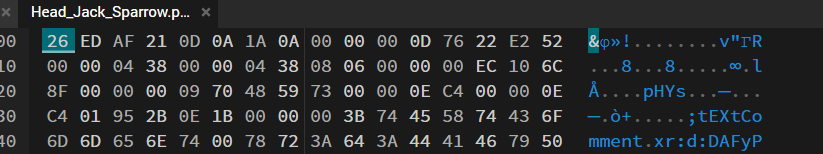 Head_Jack_Sparrow.p... ×
00 26 ED AF 21 0D 0A 1A 0A 00 00 00 0D 76 22 E2 52 &φ»!........v"ΓR
10 00 00 04 38 00 00 04 38 08 06 00 00 00 EC 10 6C ...8...8.....∞.l
20 8F 00 00 00 09 70 48 59 73 00 00 0E C4 00 00 0E Å....pHYs...─...
30 C4 01 95 2B 0E 1B 00 00 00 3B 74 45 58 74 43 6F ─.ò+.....;tEXtCo
40 6D 6D 65 6E 74 00 78 72 3A 64 3A 44 41 46 79 50 mment.xr:d:DAFyP